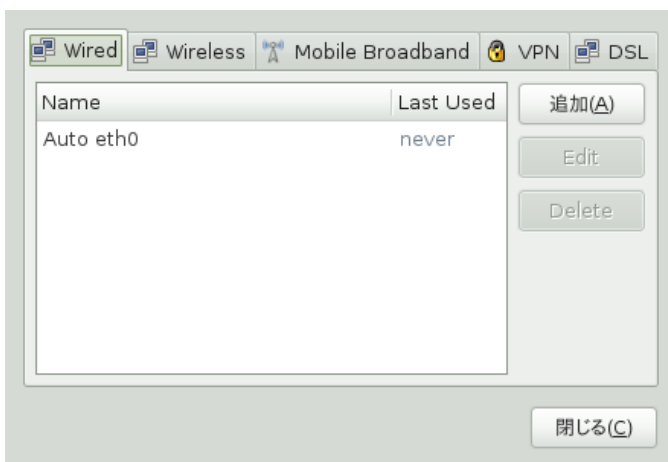 Wired Wireless Mobile Broadband VPN DSL
Name Last Used 追加(A)
Auto eth0 never
Edit
Delete
閉じる(C)